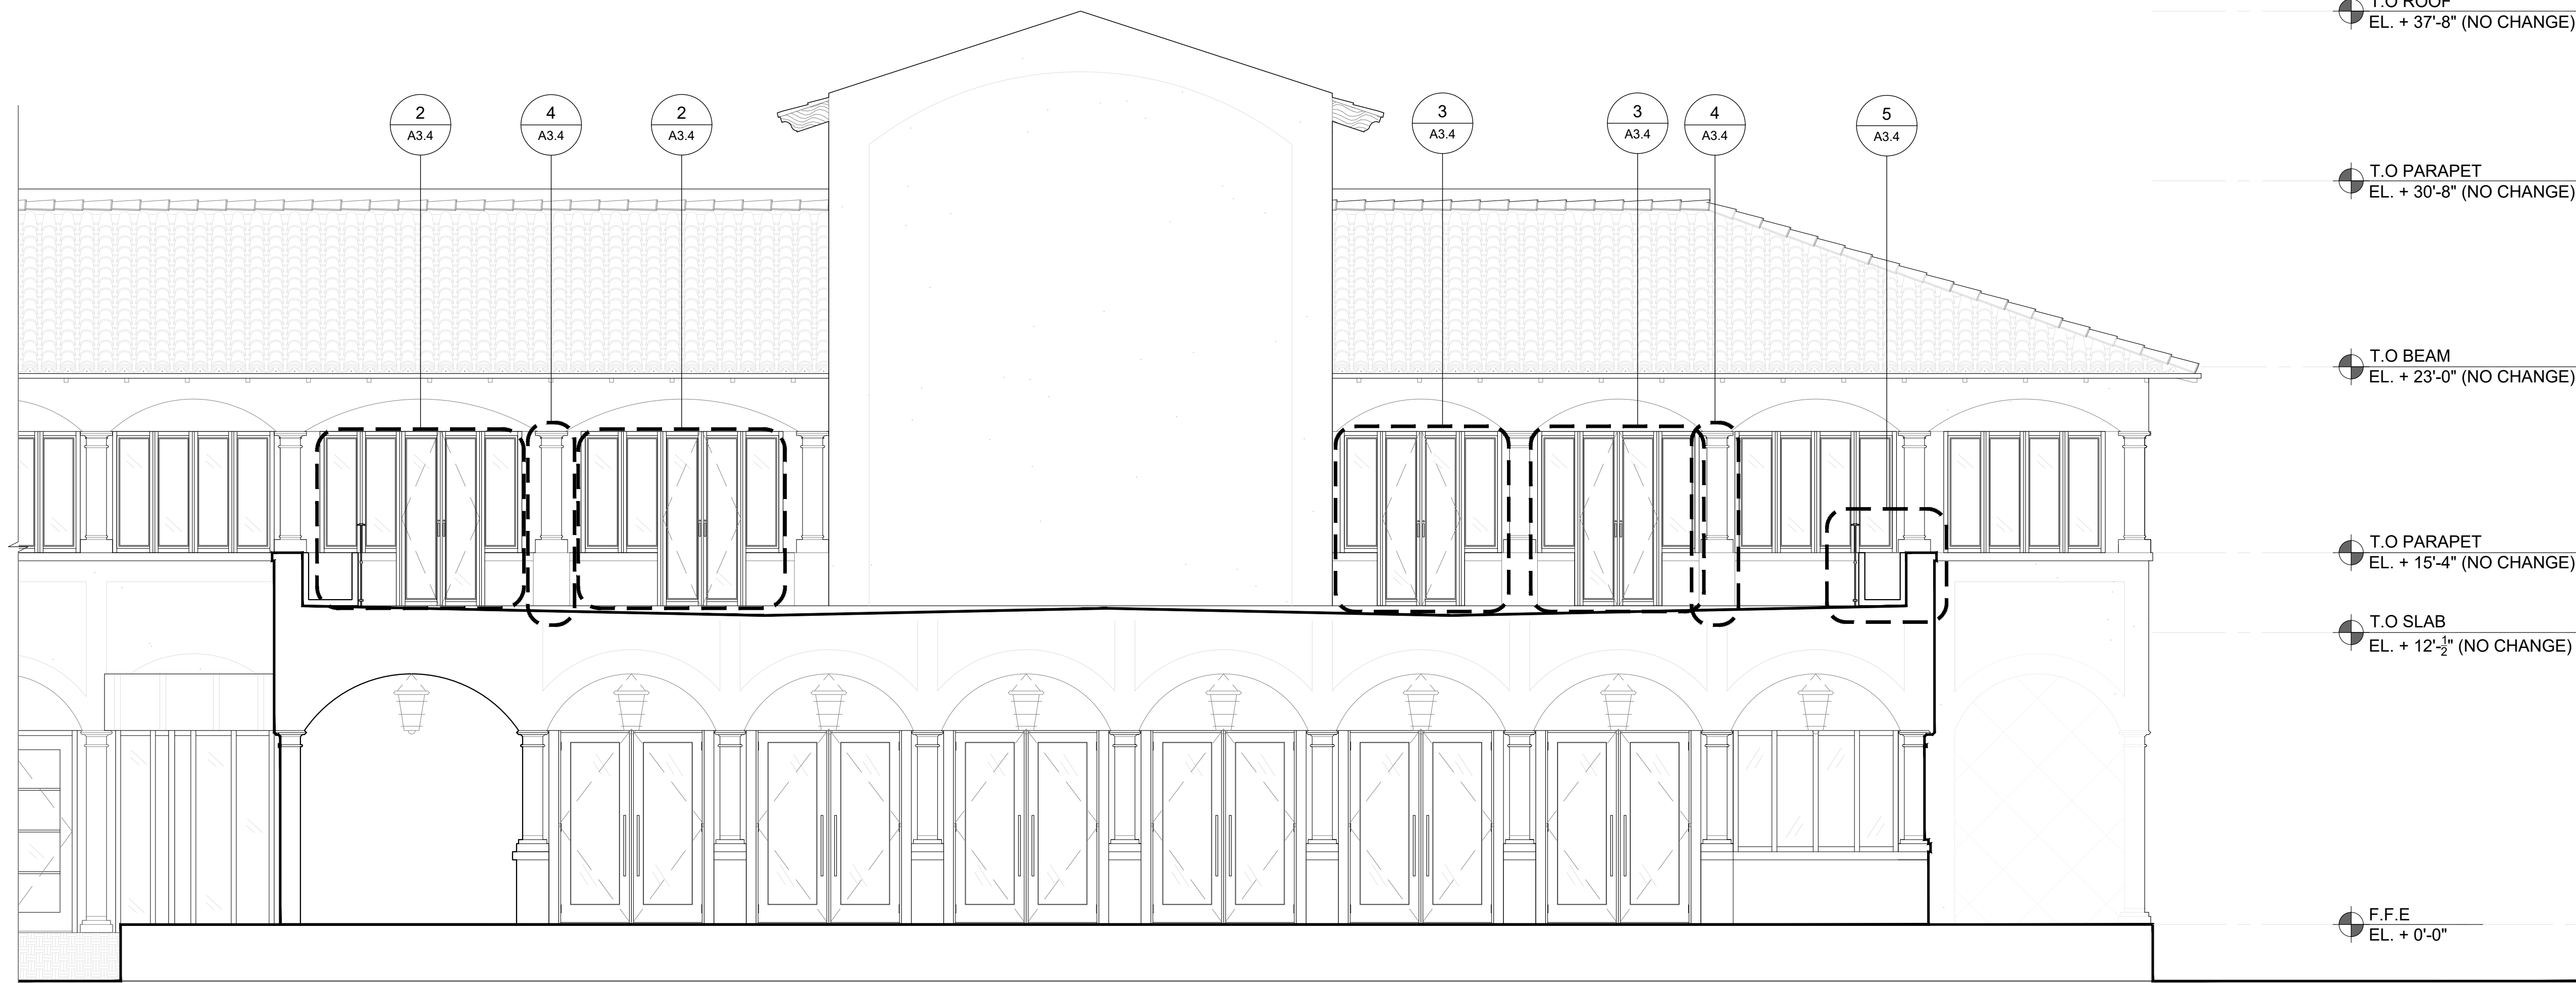 T.O ROOF
EL. + 37'-8" (NO CHANGE)
2
A3.4
4
A3.4
2
A3.4
3
A3.4
3
A3.4
4
A3.4
5
A3.4
T.O PARAPET
EL. + 30'-8" (NO CHANGE)
T.O BEAM
EL. + 23'-0" (NO CHANGE)
T.O PARAPET
EL. + 15'-4" (NO CHANGE)
T.O SLAB
EL. + 12'-1/2" (NO CHANGE)
F.F.E
EL. + 0'-0"